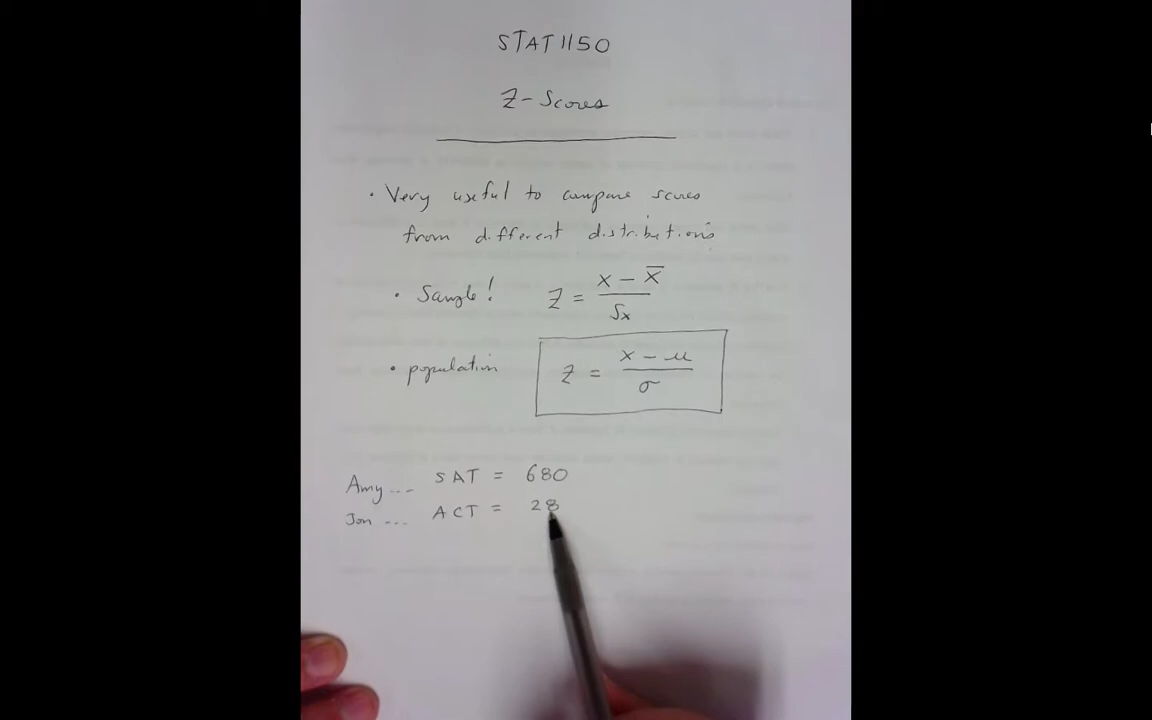 STAT 1150
Z-Scores
• Very useful to compare scores
from different distributions
• Sample! Z = (x - x̅) / Sx
• population Z = (x - μ) / σ
Amy --- SAT = 680
Jon --- ACT = 28